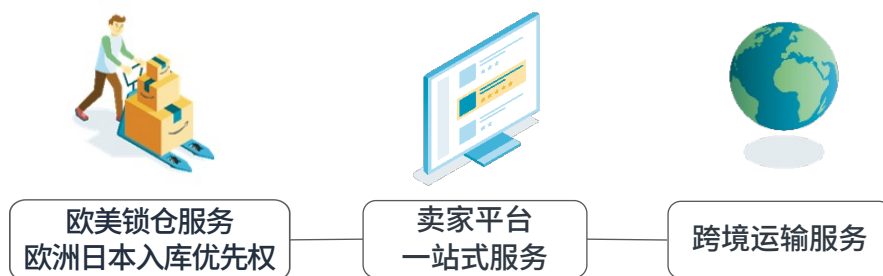 欧美锁仓服务
欧洲日本入库优先权
卖家平台
一站式服务
跨境运输服务